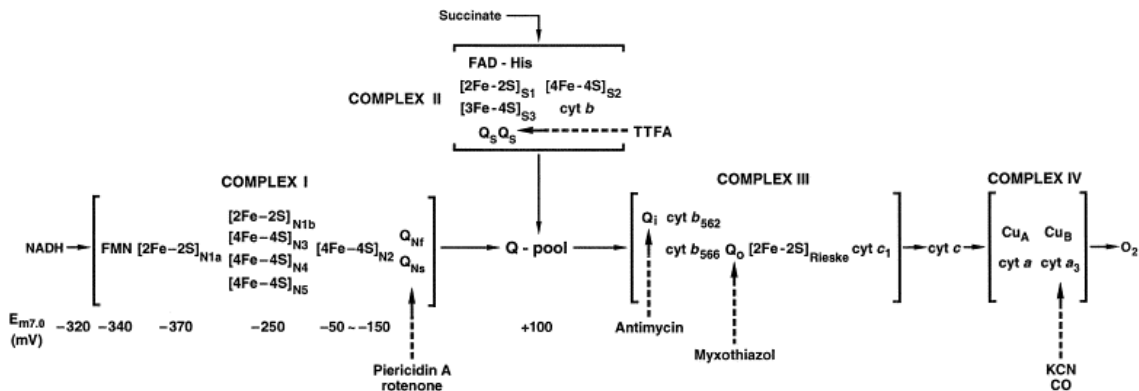 Succinate
FAD - His
[2Fe-2S]S1 [4Fe-4S]S2
COMPLEX II
[3Fe-4S]S3 cyt b
QSQS
TTFA
COMPLEX I
COMPLEX III
COMPLEX IV
[2Fe-2S]N1b
[4Fe-4S]N3
[4Fe-4S]N4
[4Fe-4S]N5
NADH
FMN [2Fe-2S]N1a
[4Fe-4S]N2
QNf
QNs
Q - pool
Qi cyt b562
cyt b566 Qo [2Fe-2S]Rieske cyt c1
cyt c
CuA CuB
cyt a cyt a3
O2
Em7.0
(mV)
-320 -340 -370 -250 -50 ~ -150 +100
Piericidin A
rotenone
Antimycin
Myxothiazol
KCN
CO